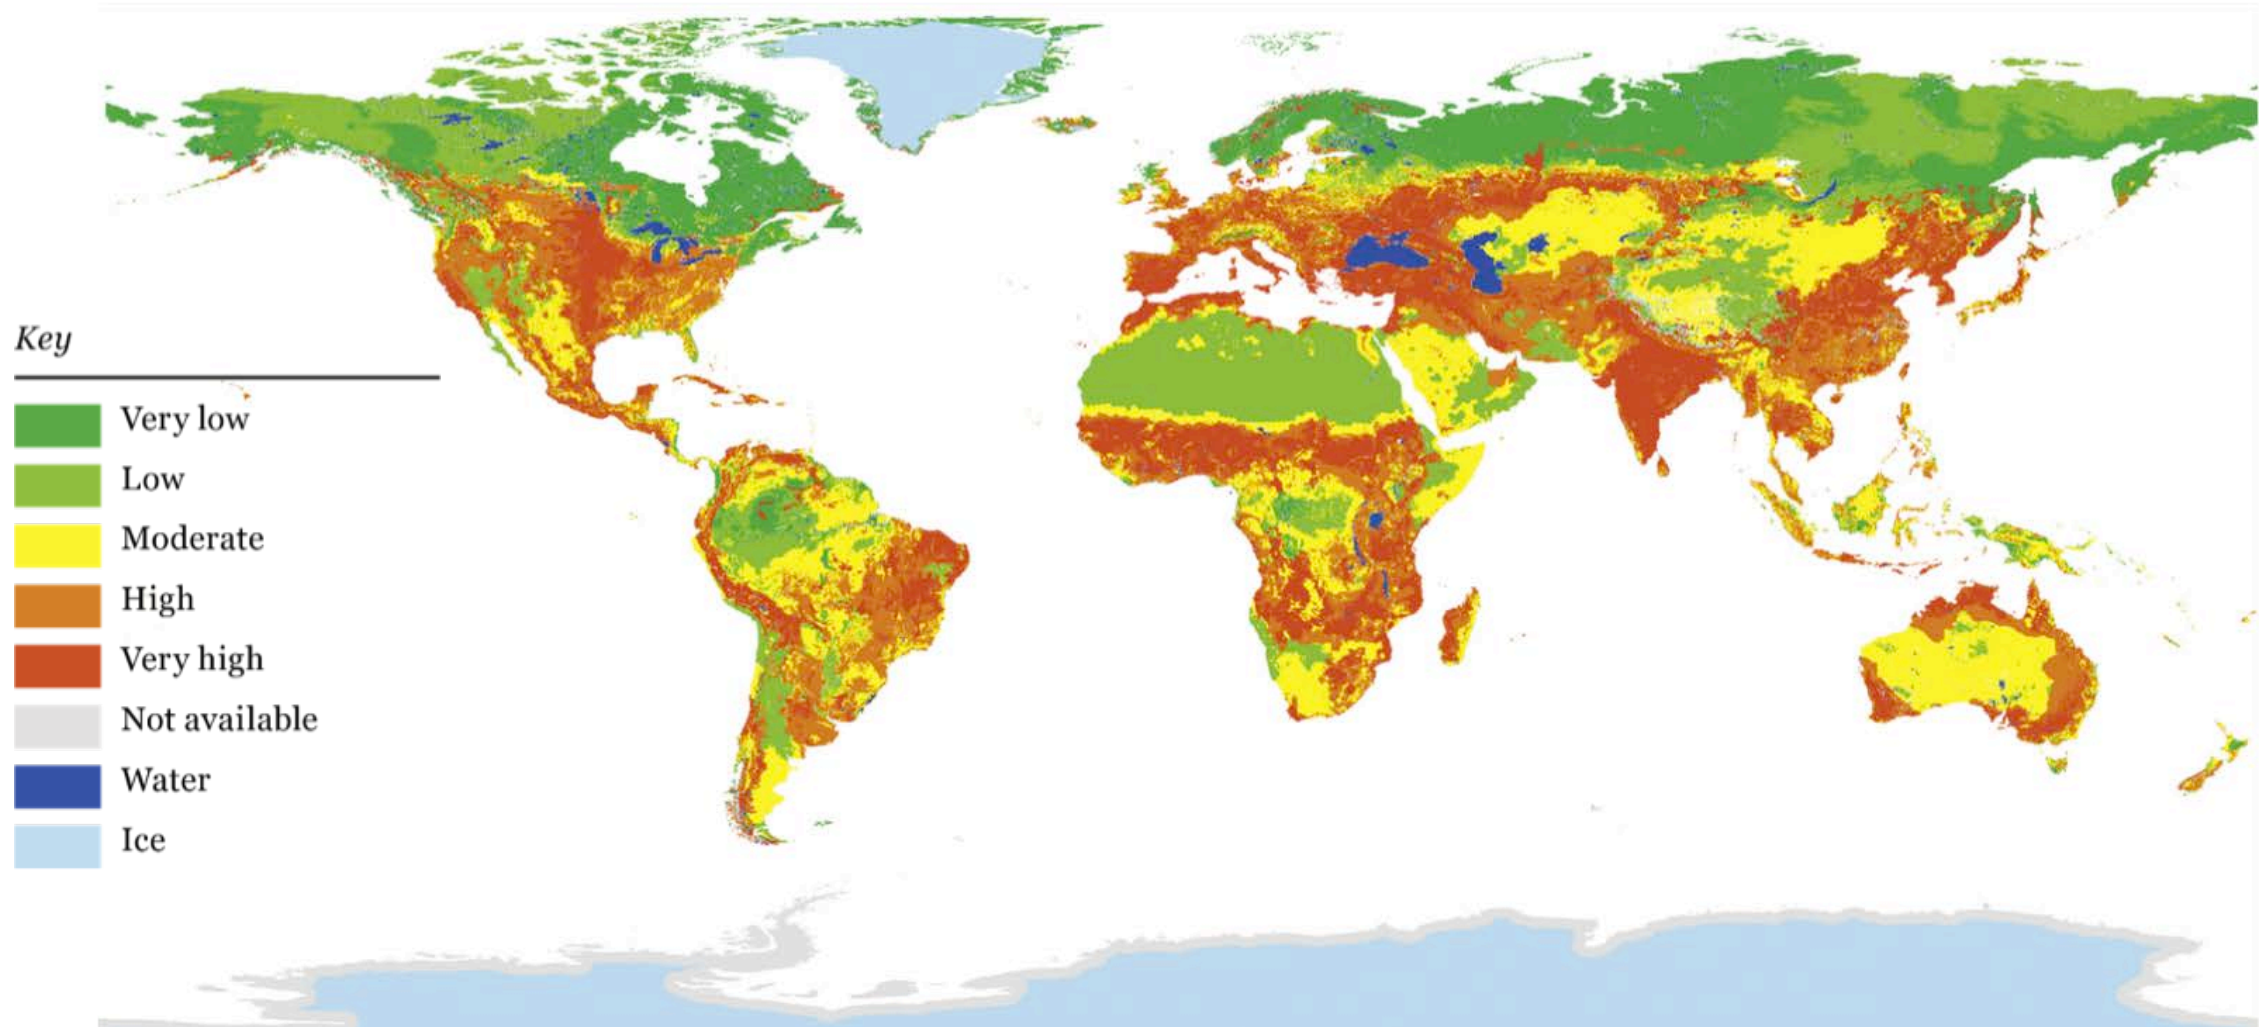 Key
Very low
Low
Moderate
High
Very high
Not available
Water
Ice